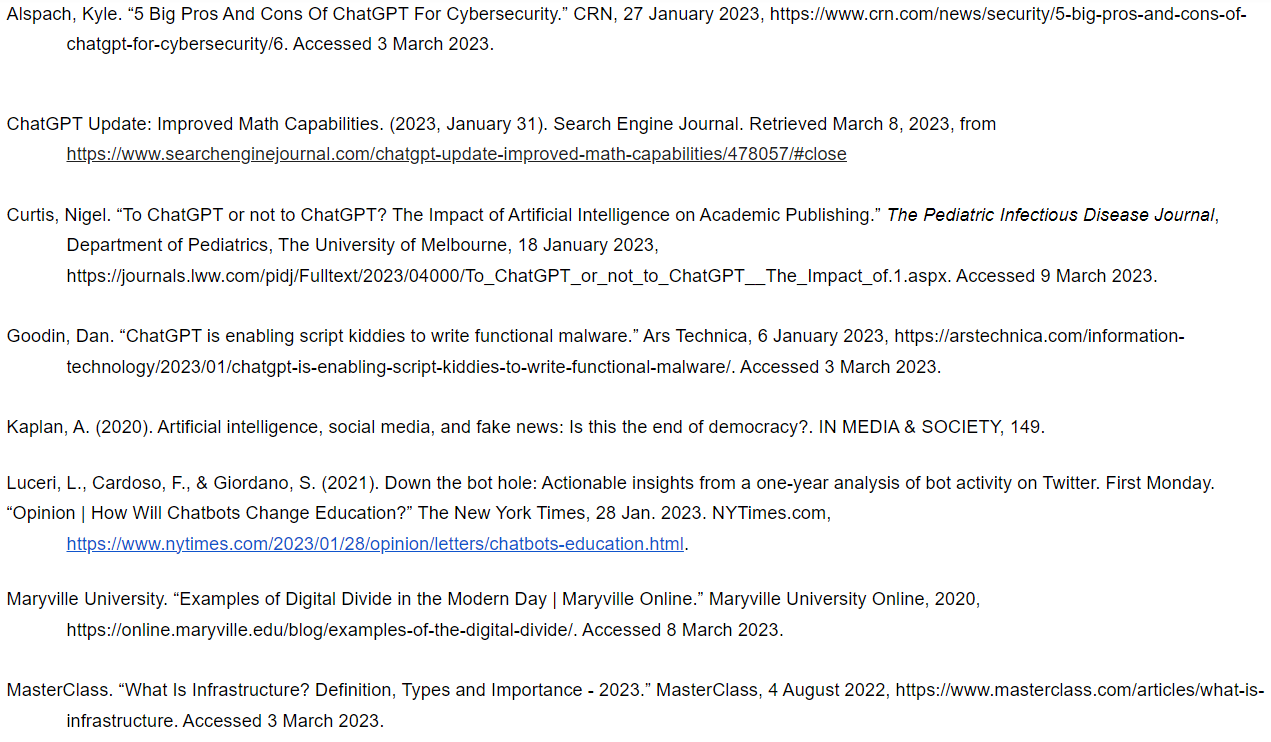 Alspach, Kyle. “5 Big Pros And Cons Of ChatGPT For Cybersecurity.” CRN, 27 January 2023, https://www.crn.com/news/security/5-big-pros-and-cons-of-
chatgpt-for-cybersecurity/6. Accessed 3 March 2023.
ChatGPT Update: Improved Math Capabilities. (2023, January 31). Search Engine Journal. Retrieved March 8, 2023, from
https://www.searchenginejournal.com/chatgpt-update-improved-math-capabilities/478057/#close
Curtis, Nigel. “To ChatGPT or not to ChatGPT? The Impact of Artificial Intelligence on Academic Publishing.” The Pediatric Infectious Disease Journal,
Department of Pediatrics, The University of Melbourne, 18 January 2023,
https://journals.lww.com/pidj/Fulltext/2023/04000/To_ChatGPT_or_not_to_ChatGPT__The_Impact_of.1.aspx. Accessed 9 March 2023.
Goodin, Dan. “ChatGPT is enabling script kiddies to write functional malware.” Ars Technica, 6 January 2023, https://arstechnica.com/information-
technology/2023/01/chatgpt-is-enabling-script-kiddies-to-write-functional-malware/. Accessed 3 March 2023.
Kaplan, A. (2020). Artificial intelligence, social media, and fake news: Is this the end of democracy?. IN MEDIA & SOCIETY, 149.
Luceri, L., Cardoso, F., & Giordano, S. (2021). Down the bot hole: Actionable insights from a one-year analysis of bot activity on Twitter. First Monday.
“Opinion | How Will Chatbots Change Education?” The New York Times, 28 Jan. 2023. NYTimes.com,
https://www.nytimes.com/2023/01/28/opinion/letters/chatbots-education.html.
Maryville University. “Examples of Digital Divide in the Modern Day | Maryville Online.” Maryville University Online, 2020,
https://online.maryville.edu/blog/examples-of-the-digital-divide/. Accessed 8 March 2023.
MasterClass. “What Is Infrastructure? Definition, Types and Importance - 2023.” MasterClass, 4 August 2022, https://www.masterclass.com/articles/what-is-
infrastructure. Accessed 3 March 2023.